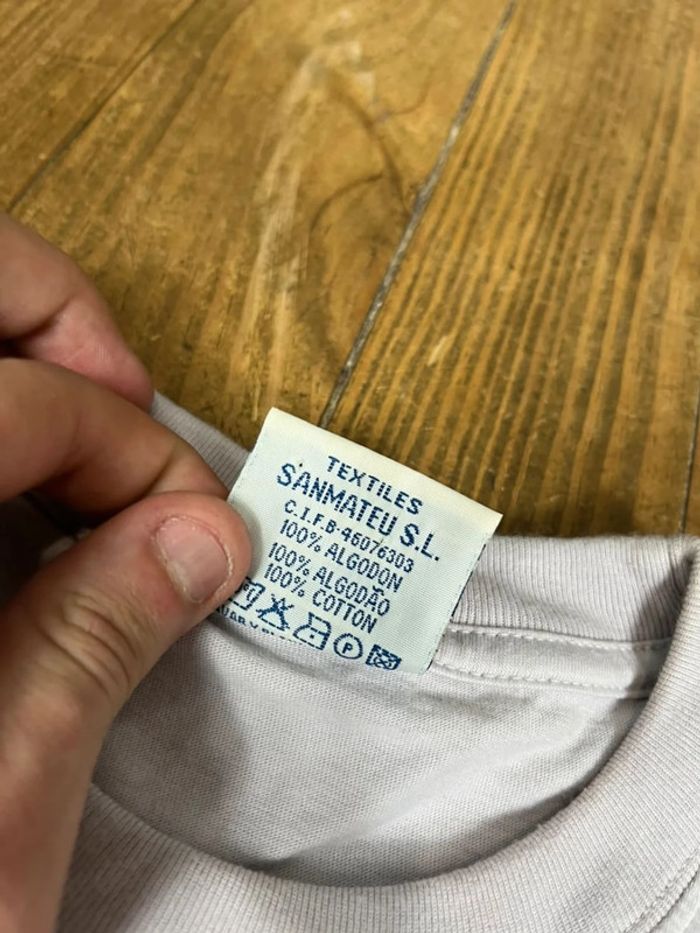 TEXTILES
SANMATEU S.L.
C.I.F.B-46076303
100% ALGODON
100% ALGODÃO
100% COTTON
P